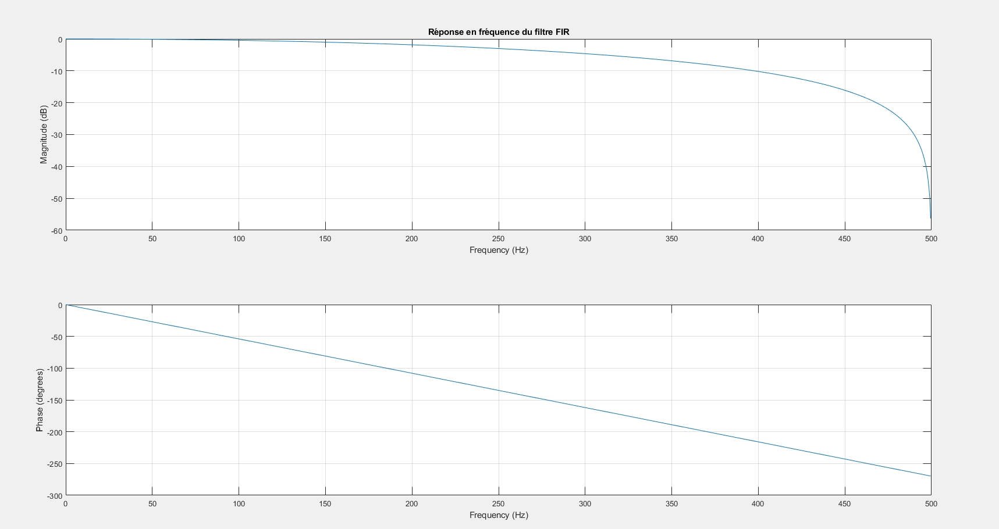 Réponse en fréquence du filtre FIR
0
-10
-20
-30
-40
-50
-60
Magnitude (dB)
0 50 100 150 200 250 300 350 400 450 500
Frequency (Hz)
0
-50
-100
-150
-200
-250
-300
Phase (degrees)
0 50 100 150 200 250 300 350 400 450 500
Frequency (Hz)